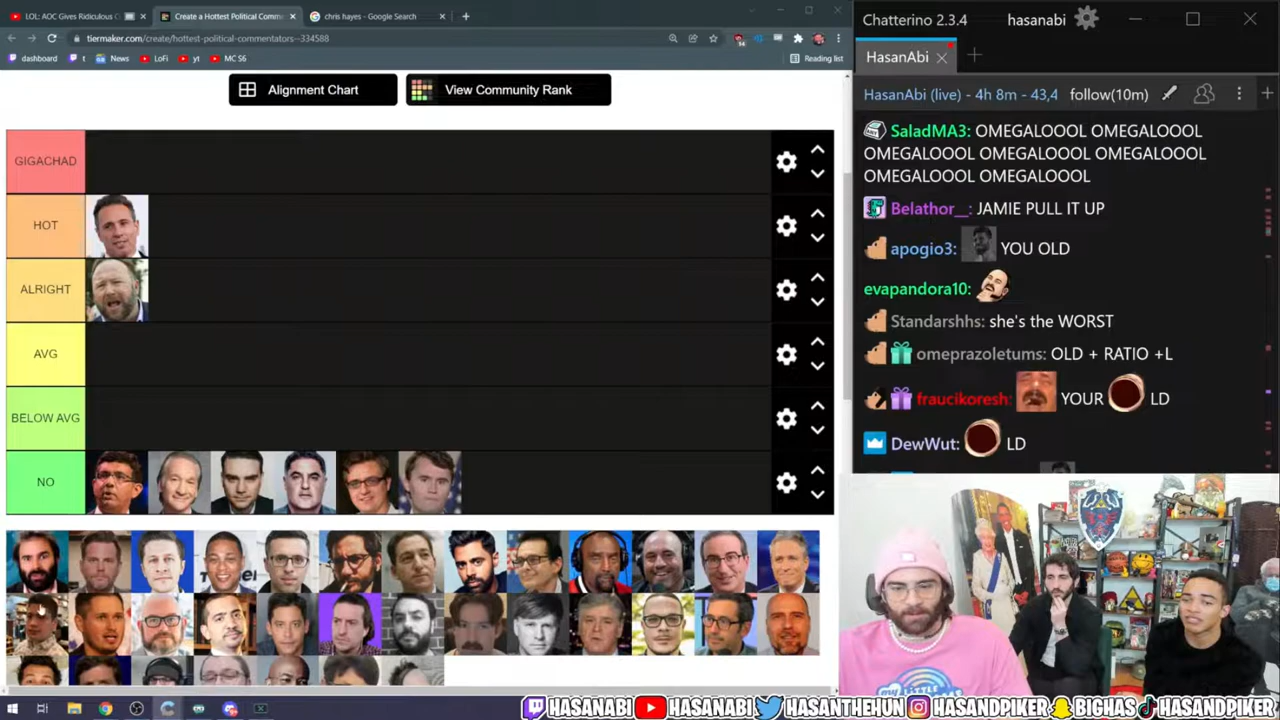 LOL: AOC Gives Ridiculous C
Create a Hottest Political Comm
chris hayes - Google Search
tiermaker.com/create/hottest-political-commentators--334588
dashboard
t
News
LoFi
yt
MC S6
Reading list
Alignment Chart
View Community Rank
GIGACHAD
HOT
ALRIGHT
AVG
BELOW AVG
NO
Chatterino 2.3.4
hasanabi
HasanAbi
HasanAbi (live) - 4h 8m - 43,4
follow(10m)
SaladMA3: OMEGALOOOL OMEGALOOOL
OMEGALOOOL OMEGALOOOL OMEGALOOOL
OMEGALOOOL OMEGALOOOL
Belathor__: JAMIE PULL IT UP
apogio3: YOU OLD
evapandora10:
Standarshhs: she's the WORST
omeprazoletums: OLD + RATIO +L
fraucikoresh: YOUR LD
DewWut: LD
HASANABI HASANABI HASANTHEHUN HASANDPIKER BIGHAS HASANDPIKER